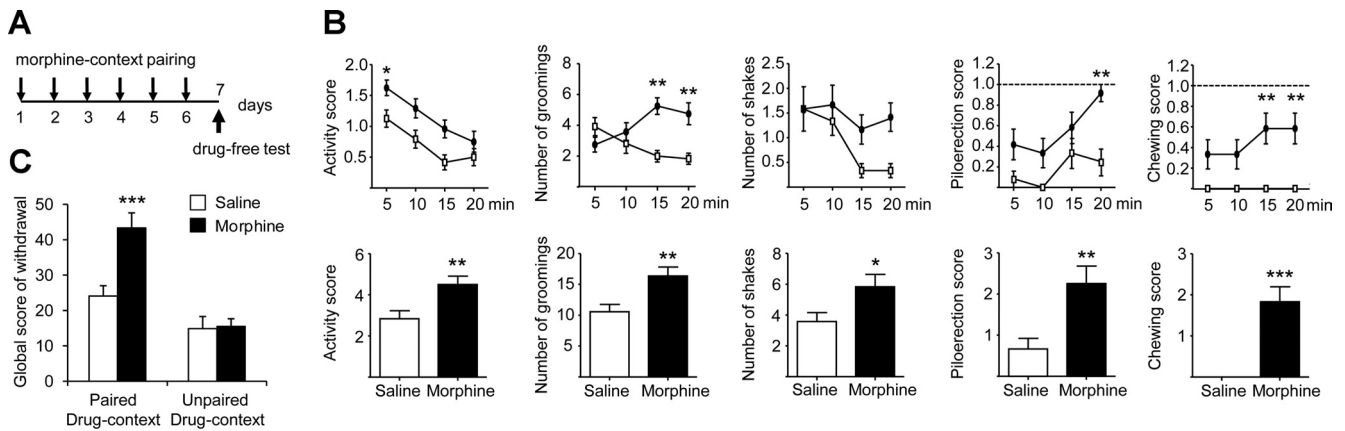 A
morphine-context pairing
1 2 3 4 5 6 7 days
drug-free test
B
Activity score
2.0
1.5
1.0
0.5
*
5 10 15 20 min
Number of groomings
8
6
4
2
** **
5 10 15 20 min
Number of shakes
2.5
2.0
1.5
1.0
0.5
5 10 15 20 min
Piloerection score
1.2
1.0
0.8
0.6
0.4
0.2
**
5 10 15 20 min
Chewing score
1.2
1.0
0.8
0.6
0.4
0.2
** **
5 10 15 20 min
Activity score
6
4
2
**
Saline Morphine
Number of groomings
20
15
10
5
**
Saline Morphine
Number of shakes
8
6
4
2
*
Saline Morphine
Piloerection score
3
2
1
**
Saline Morphine
Chewing score
3
2
1
***
Saline Morphine
C
Global score of withdrawal
50
40
30
20
10
0
***
Saline
Morphine
Paired
Drug-context
Unpaired
Drug-context